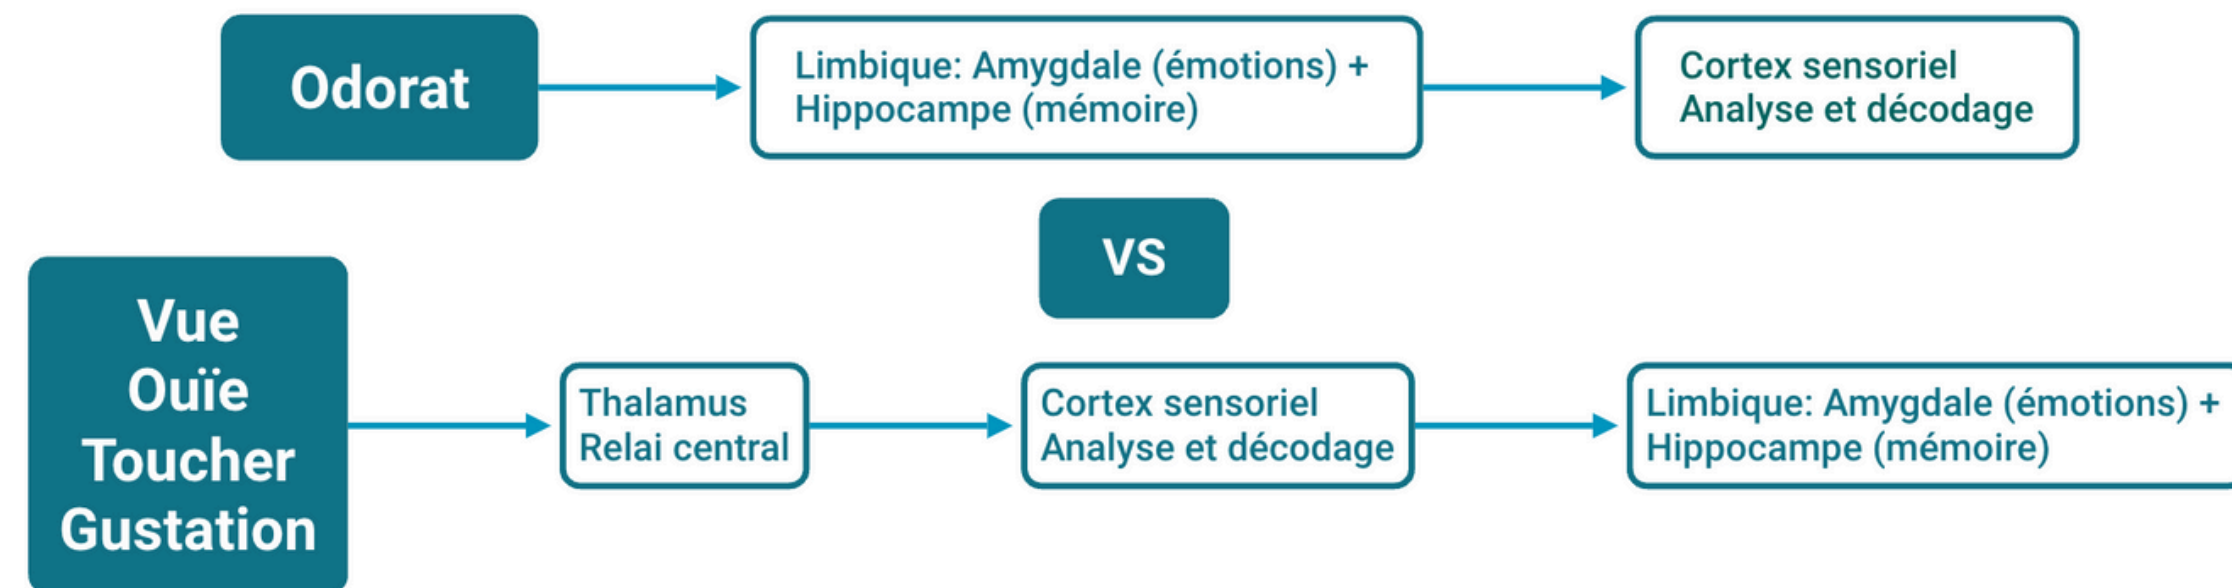 Odorat
Limbique: Amygdale (émotions) +
Hippocampe (mémoire)
Cortex sensoriel
Analyse et décodage
VS
Vue
Ouïe
Toucher
Gustation
Thalamus
Relai central
Cortex sensoriel
Analyse et décodage
Limbique: Amygdale (émotions) +
Hippocampe (mémoire)